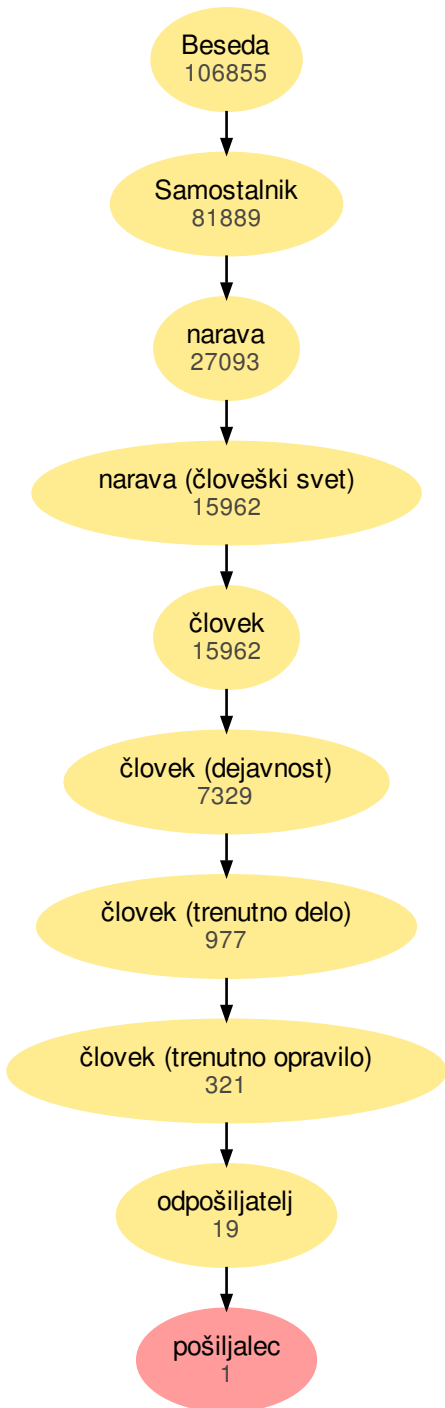 Beseda
106855
Samostalnik
81889
narava
27093
narava (človeški svet)
15962
človek
15962
človek (dejavnost)
7329
človek (trenutno delo)
977
človek (trenutno opravilo)
321
odpošiljatelj
19
pošiljalec
1